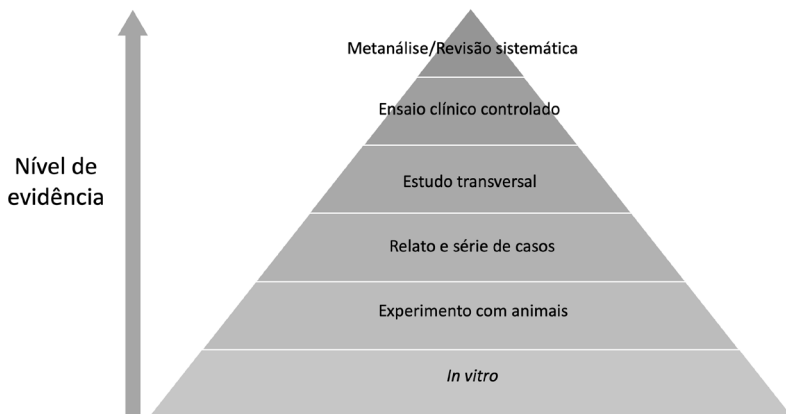 Metanálise/Revisão sistemática
Ensaio clínico controlado
Nível de
evidência
Estudo transversal
Relato e série de casos
Experimento com animais
In vitro